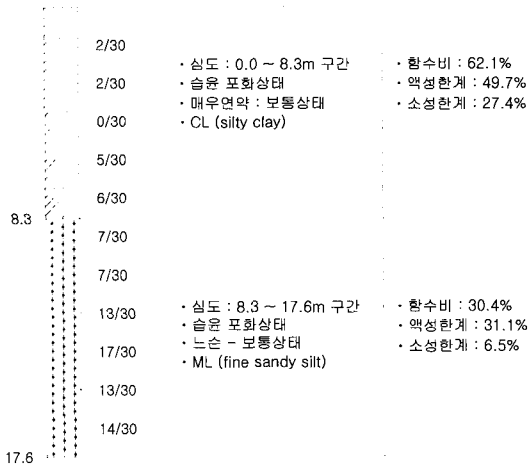 2/30
· 심도 : 0.0 ~ 8.3m 구간
· 습윤 포화상태
· 매우연약 : 보통상태
· CL (silty clay)
· 함수비 : 62.1%
· 액성한계 : 49.7%
· 소성한계 : 27.4%
2/30
0/30
5/30
6/30
8.3
7/30
7/30
13/30
· 심도 : 8.3 ~ 17.6m 구간
· 습윤 포화상태
· 느슨 - 보통상태
· ML (fine sandy silt)
· 함수비 : 30.4%
· 액성한계 : 31.1%
· 소성한계 : 6.5%
17/30
13/30
14/30
17.6